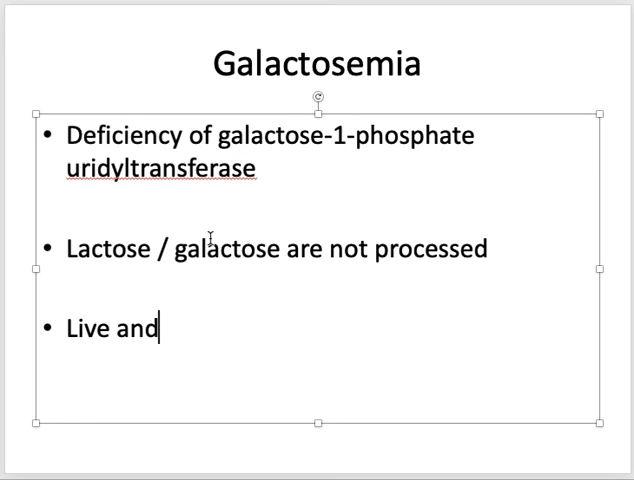 Galactosemia
• Deficiency of galactose-1-phosphate
uridyltransferase
• Lactose / galactose are not processed
• Live and